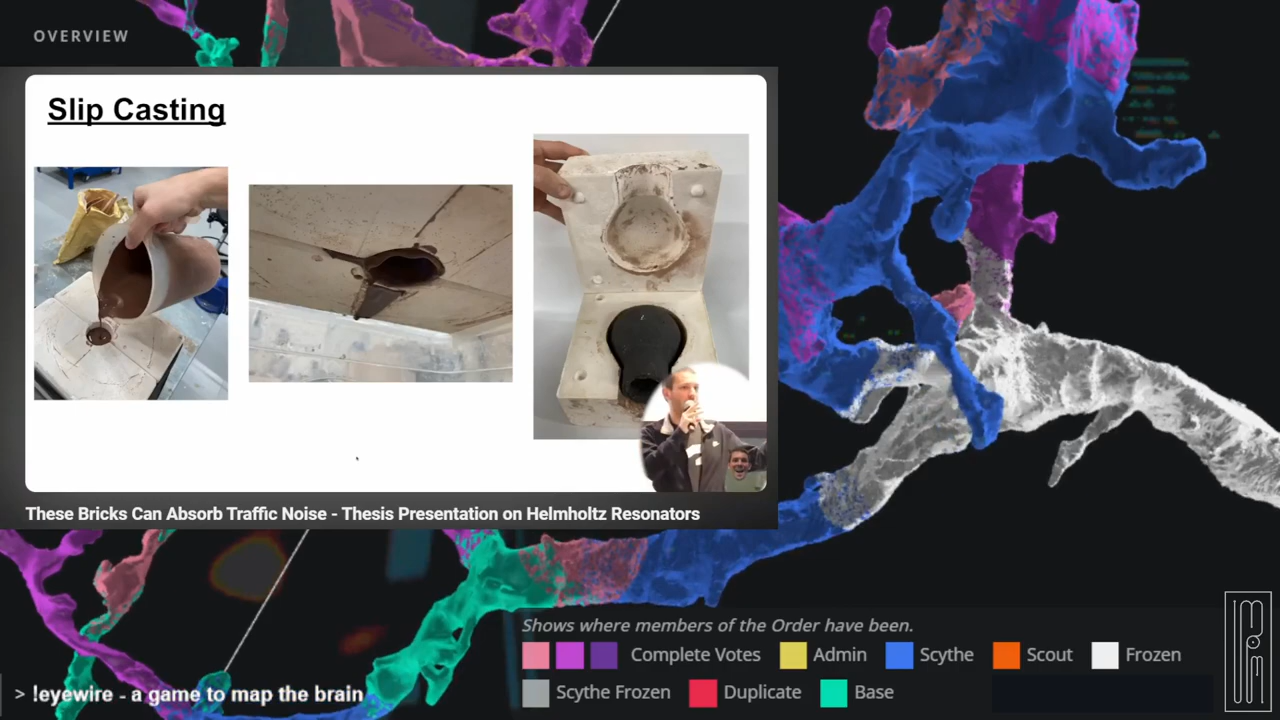 OVERVIEW
Slip Casting
These Bricks Can Absorb Traffic Noise - Thesis Presentation on Helmholtz Resonators
Shows where members of the Order have been.
Complete Votes Admin Scythe Scout Frozen
Scythe Frozen Duplicate Base
> !eyewire - a game to map the brain